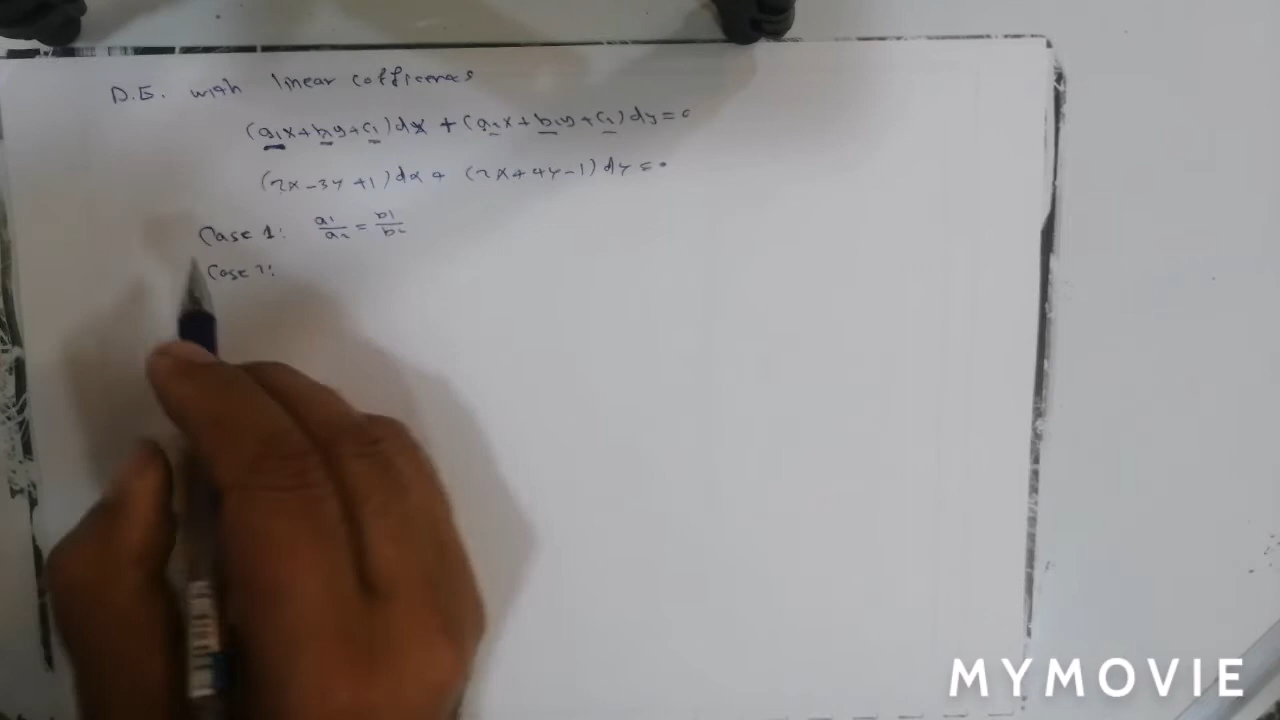 D.E. with linear cofficenes
(a1x+b1y+c1)dx + (a2x+b2y+c2)dy=0
(2x-3y+1)dx+ (2x+4y-1)dy=0
Case 1: a1/a2 = b1/b2
Case 2:
MYMOVIE